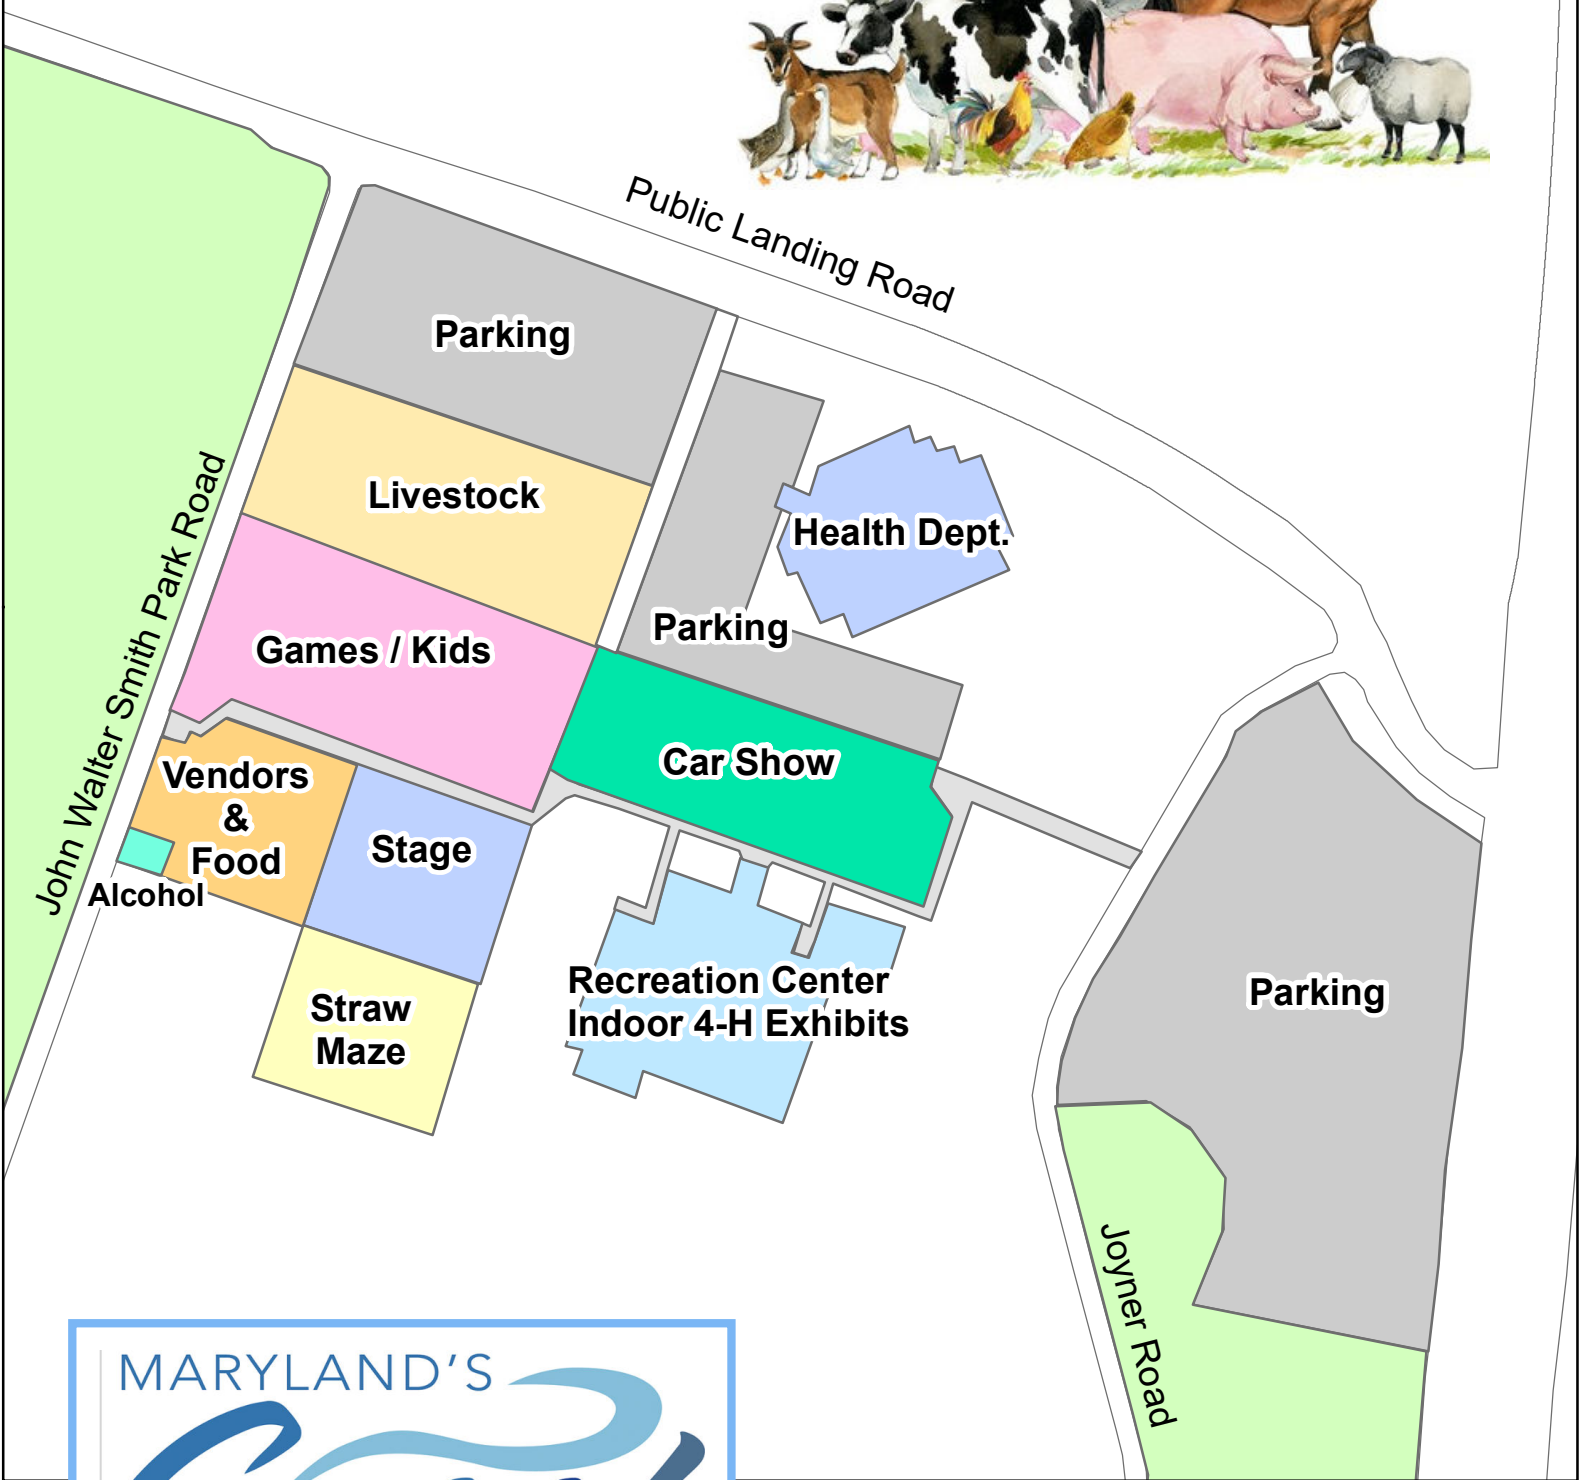 Public Landing Road
Parking
Livestock
Health Dept.
John Walter Smith Park Road
Games / Kids
Parking
Car Show
Vendors
&
Food
Stage
Alcohol
Recreation Center
Indoor 4-H Exhibits
Parking
Straw
Maze
Joyner Road
MARYLAND'S